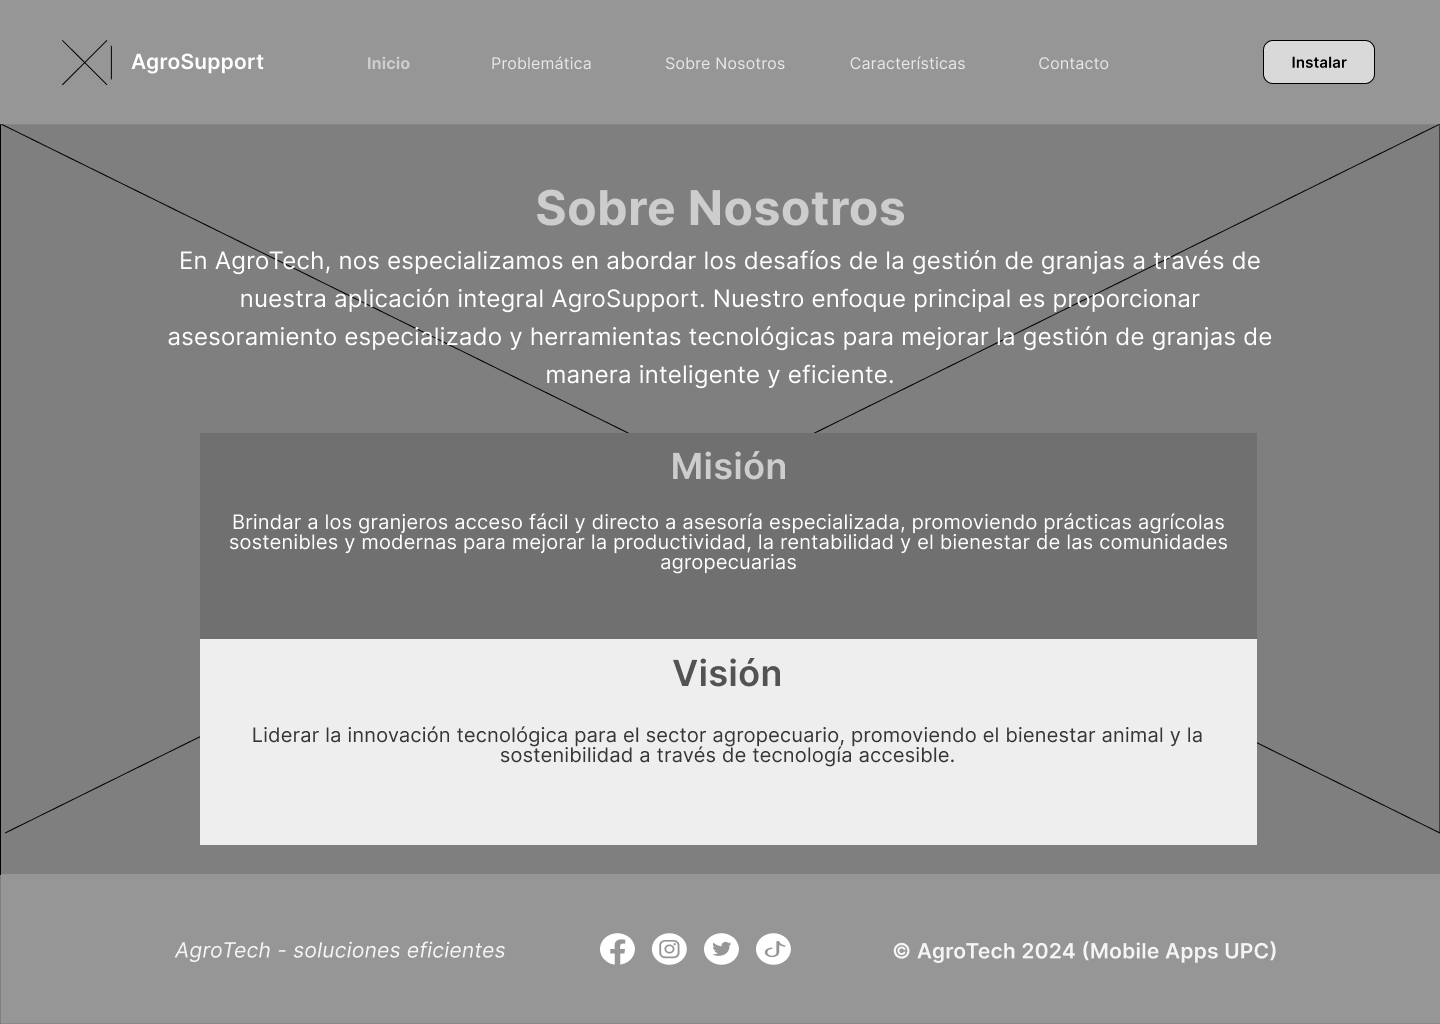 AgroSupport
Inicio
Problemática
Sobre Nosotros
Características
Contacto
Instalar
Sobre Nosotros
En AgroTech, nos especializamos en abordar los desafíos de la gestión de granjas a través de
nuestra aplicación integral AgroSupport. Nuestro enfoque principal es proporcionar
asesoramiento especializado y herramientas tecnológicas para mejorar la gestión de granjas de
manera inteligente y eficiente.
Misión
Brindar a los granjeros acceso fácil y directo a asesoría especializada, promoviendo prácticas agrícolas
sostenibles y modernas para mejorar la productividad, la rentabilidad y el bienestar de las comunidades
agropecuarias
Visión
Liderar la innovación tecnológica para el sector agropecuario, promoviendo el bienestar animal y la
sostenibilidad a través de tecnología accesible.
AgroTech - soluciones eficientes
© AgroTech 2024 (Mobile Apps UPC)